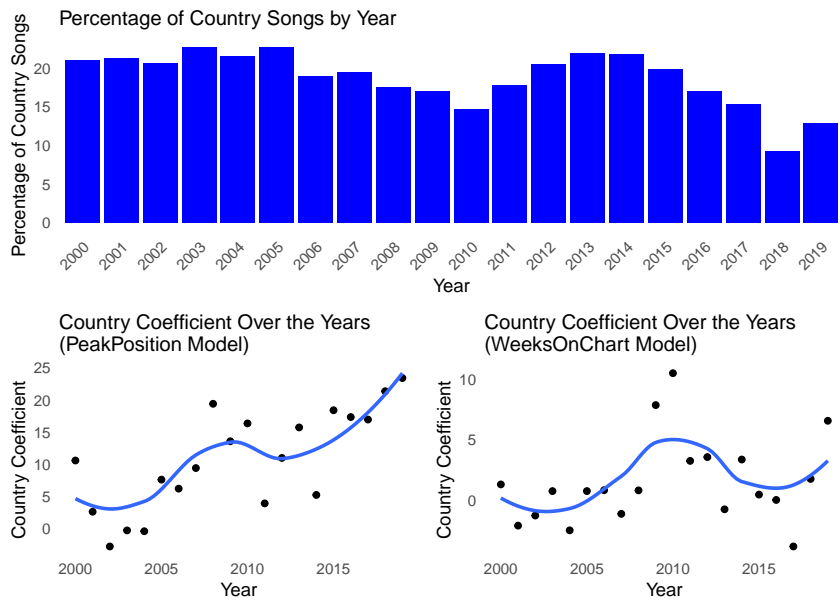 Percentage of Country Songs by Year
Percentage of Country Songs
20
15
10
5
0
2000 2001 2002 2003 2004 2005 2006 2007 2008 2009 2010 2011 2012 2013 2014 2015 2016 2017 2018 2019
Year
Country Coefficient Over the Years
(PeakPosition Model)
Country Coefficient
25
20
15
10
5
0
2000 2005 2010 2015
Year
Country Coefficient Over the Years
(WeeksOnChart Model)
Country Coefficient
10
5
0
2000 2005 2010 2015
Year